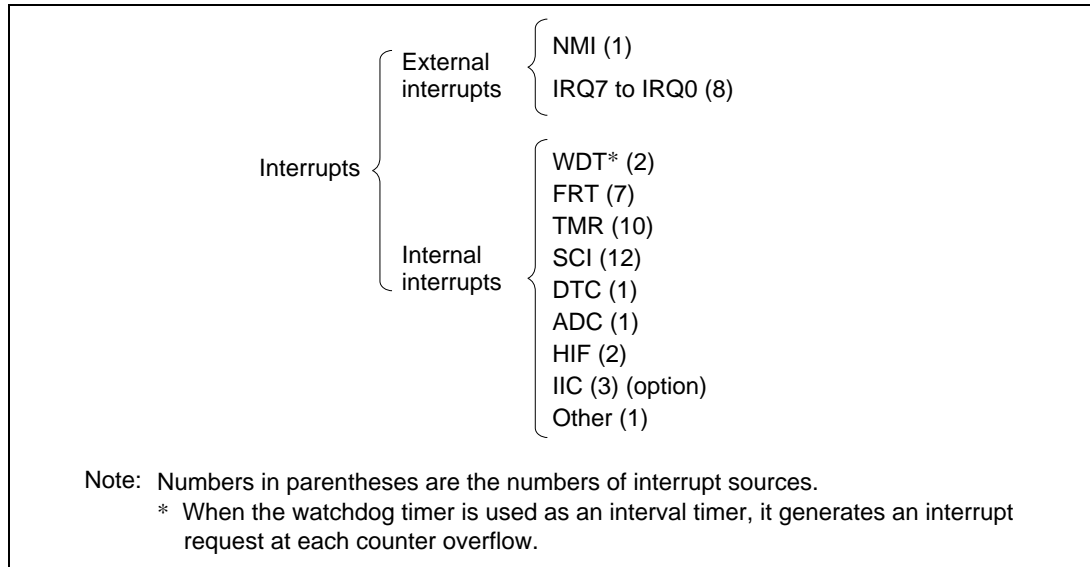 Interrupts
External
interrupts
NMI (1)
IRQ7 to IRQ0 (8)
Internal
interrupts
WDT* (2)
FRT (7)
TMR (10)
SCI (12)
DTC (1)
ADC (1)
HIF (2)
IIC (3) (option)
Other (1)
Note: Numbers in parentheses are the numbers of interrupt sources.
* When the watchdog timer is used as an interval timer, it generates an interrupt
request at each counter overflow.